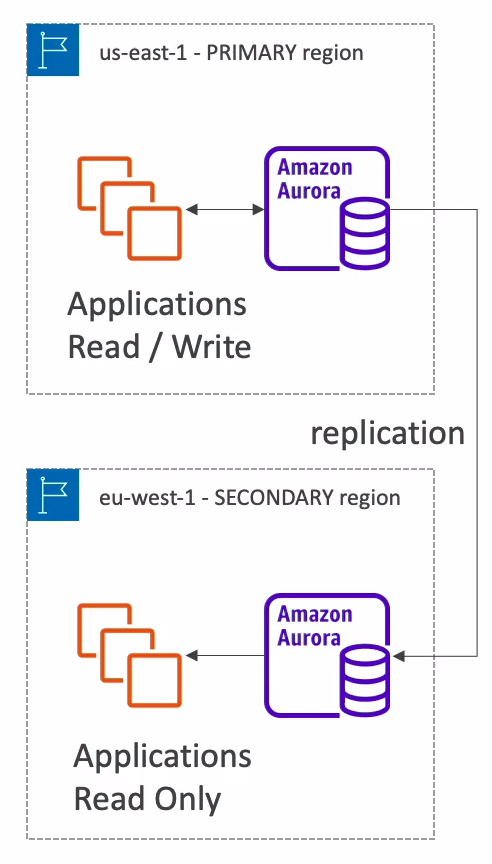 us-east-1 - PRIMARY region
Amazon
Aurora
Applications
Read / Write
replication
eu-west-1 - SECONDARY region
Amazon
Aurora
Applications
Read Only